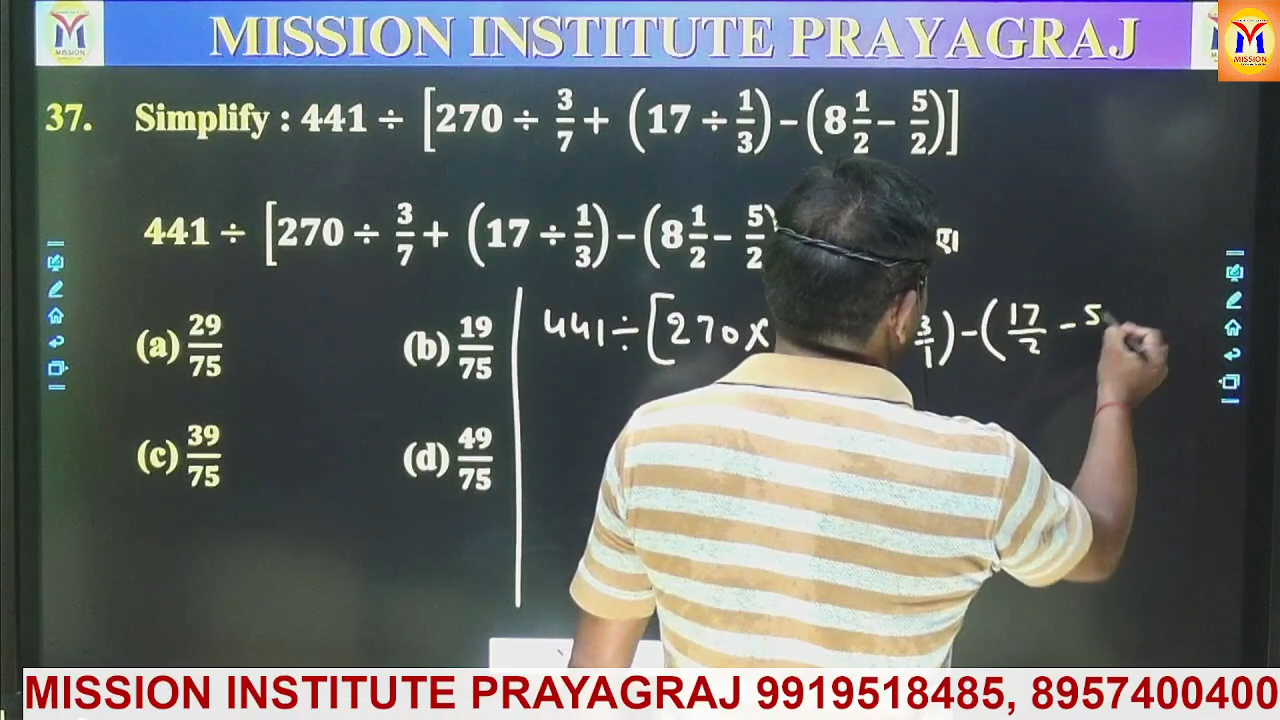 MISSION INSTITUTE PRAYAGRAJ
MISSION
MISSION
37. Simplify : 441 ÷ [270 ÷ 3/7 + (17 ÷ 1/3) - (8 1/2 - 5/2)]
441 ÷ [270 ÷ 3/7 + (17 ÷ 1/3) - (8 1/2 - 5/2)
(a) 29/75
(b) 19/75
441 ÷ [270 × 3/1) - (17/2 - 5
(c) 39/75
(d) 49/75
MISSION INSTITUTE PRAYAGRAJ 9919518485, 8957400400